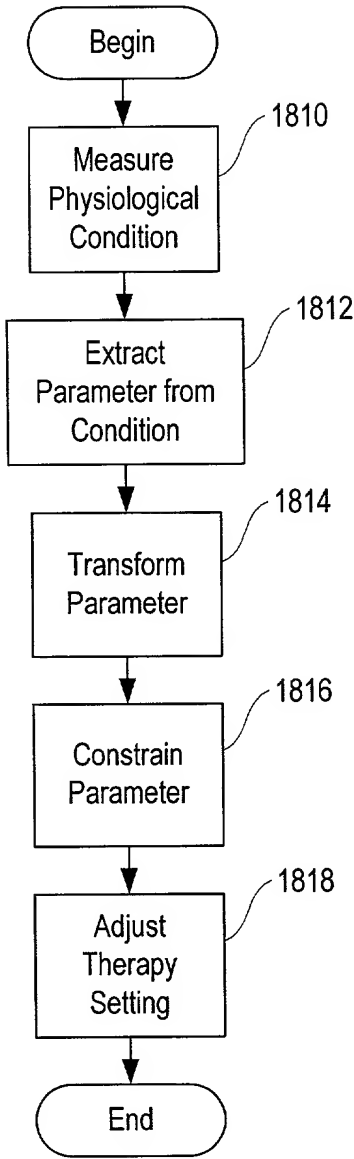 Begin
1810
Measure
Physiological
Condition
1812
Extract
Parameter from
Condition
1814
Transform
Parameter
1816
Constrain
Parameter
1818
Adjust
Therapy
Setting
End